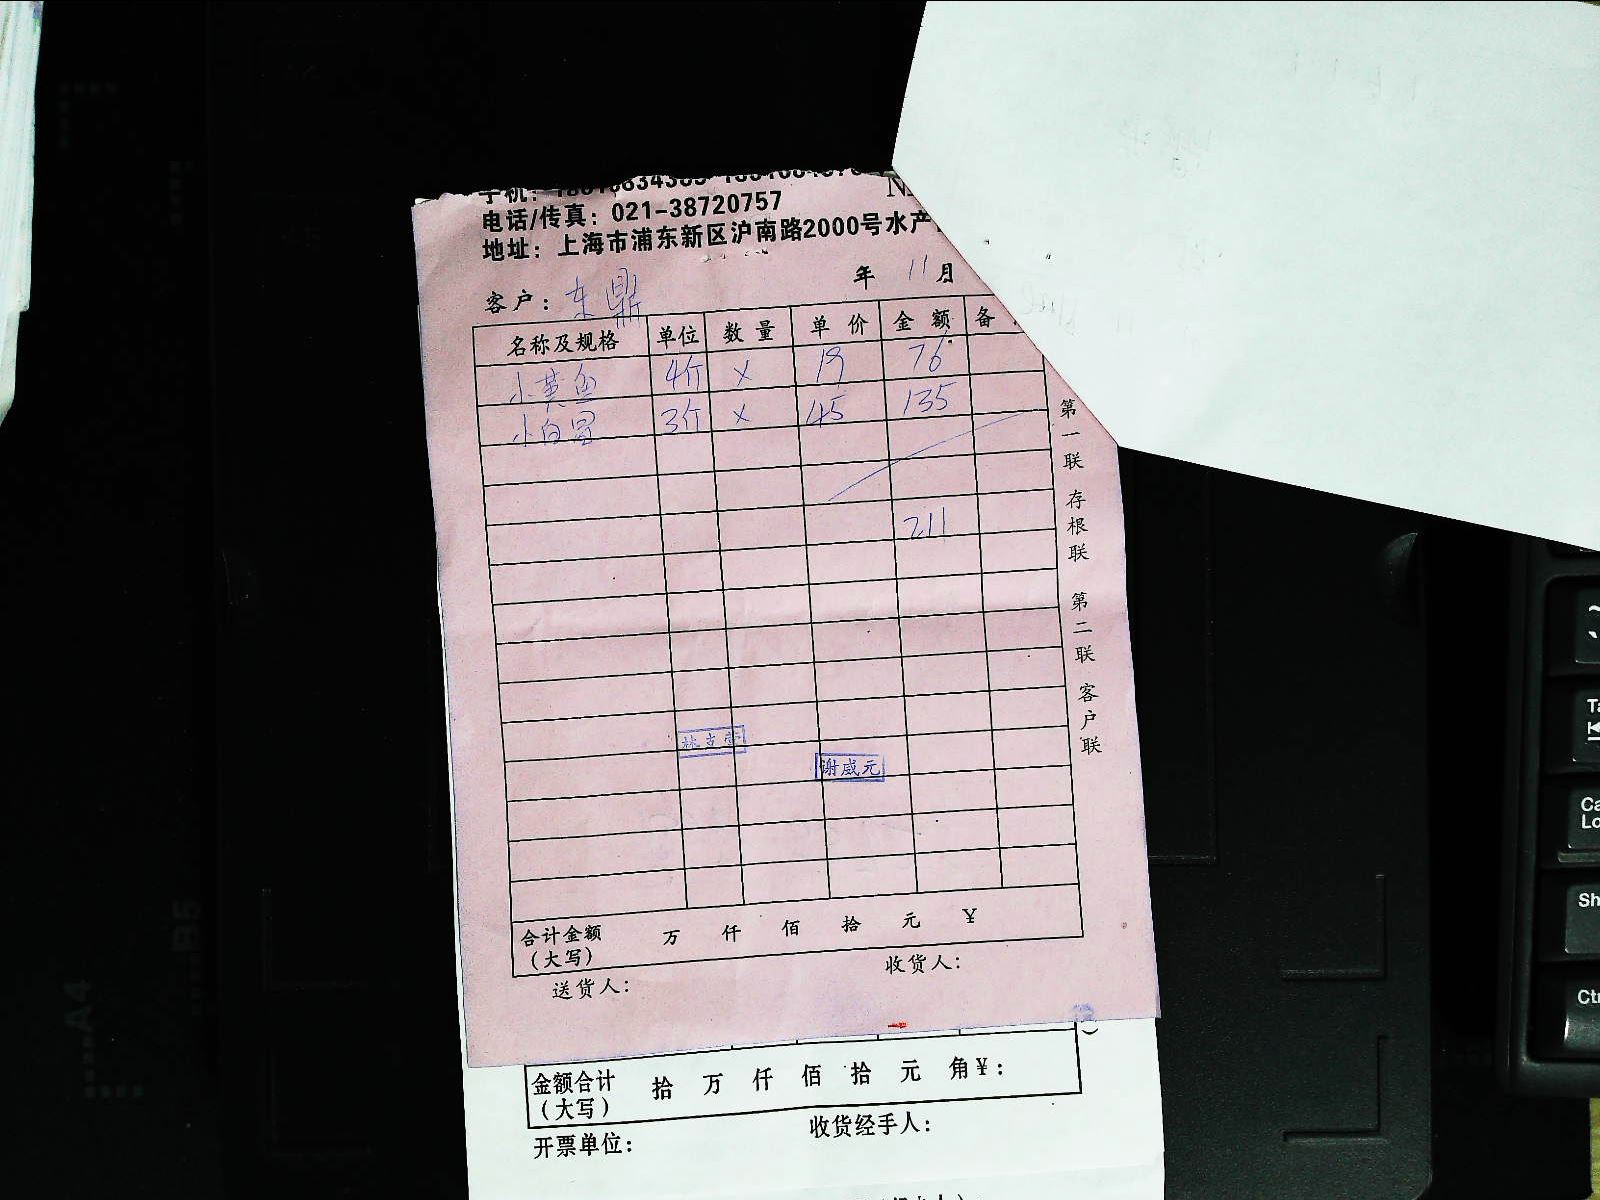 电话/传真：021-38720757
地址：上海市浦东新区沪南路2000号水产
年 11月
客户：东鼎
名称及规格 单位 数量 单价 金额 备
小黄鱼 4斤 × 19 76
小白 3斤 × 45 135
211
谢威元
合计金额（大写） 万 仟 佰 拾 元 ￥
送货人： 收货人：
第一联 存根联 第二联 客户联
金额合计（大写） 拾 万 仟 佰 拾 元 角￥：
开票单位： 收货经手人：
A4
B5
Sh
Ctr